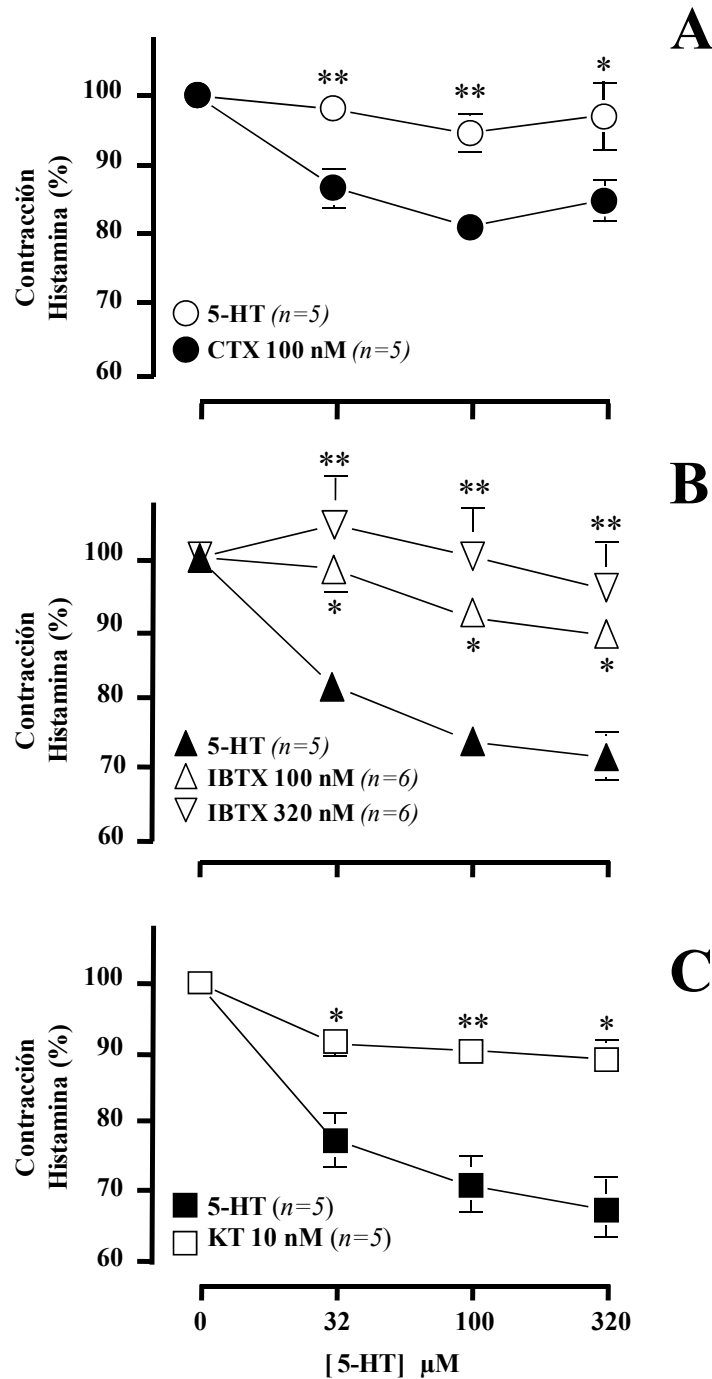 A
** ** *
100
90
80
70
60
Contracción
Histamina (%)
5-HT (n=5)
CTX 100 nM (n=5)
B
** ** **
* * *
100
90
80
70
60
Contracción
Histamina (%)
5-HT (n=5)
IBTX 100 nM (n=6)
IBTX 320 nM (n=6)
C
* ** *
100
90
80
70
60
Contracción
Histamina (%)
5-HT (n=5)
KT 10 nM (n=5)
0 32 100 320
[5-HT] μM